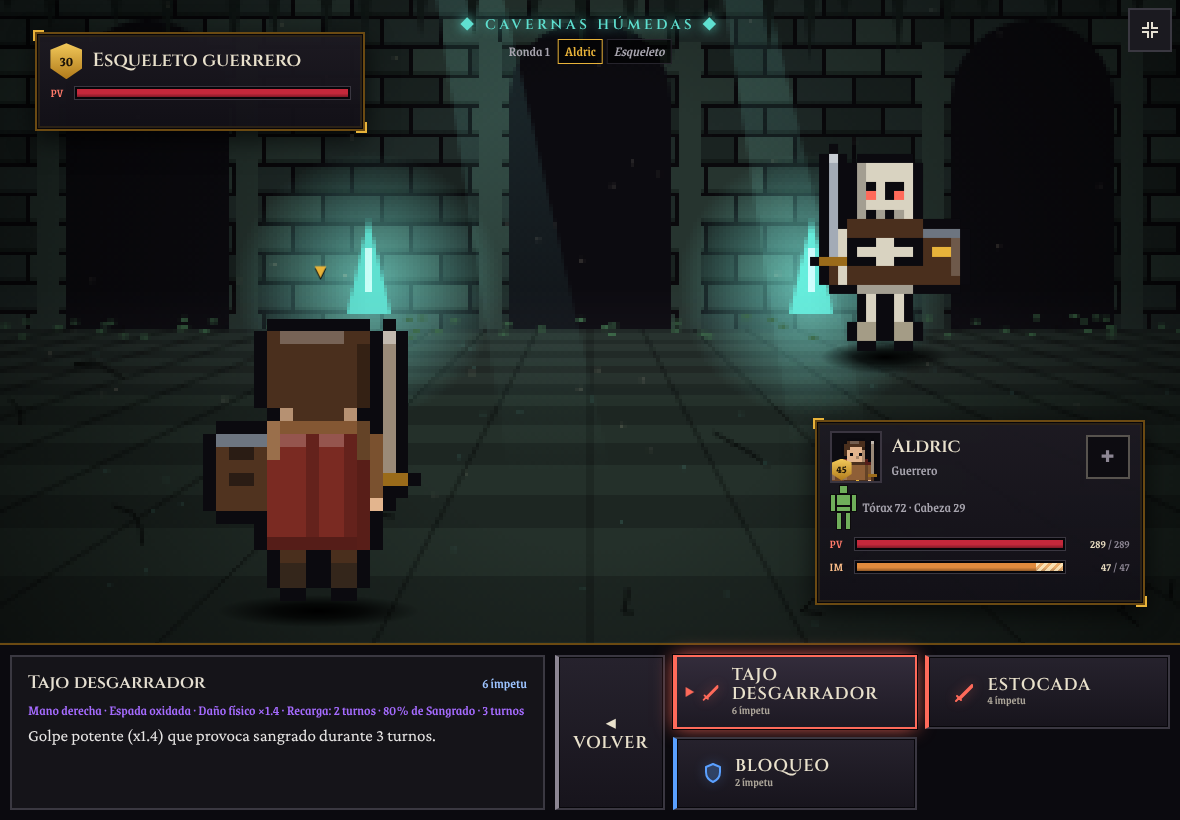 CAVERNAS HÚMEDAS
Ronda 1 Aldric Esqueleto
30 ESQUELETO GUERRERO
PV
ALDRIC
45
Guerrero
Tórax 72 · Cabeza 29
PV 289 / 289
IM 47 / 47
TAJO DESGARRADOR 6 ímpetu
Mano derecha · Espada oxidada · Daño físico ×1.4 · Recarga: 2 turnos · 80% de Sangrado · 3 turnos
Golpe potente (x1.4) que provoca sangrado durante 3 turnos.
VOLVER
TAJO
DESGARRADOR
6 ímpetu
ESTOCADA
4 ímpetu
BLOQUEO
2 ímpetu